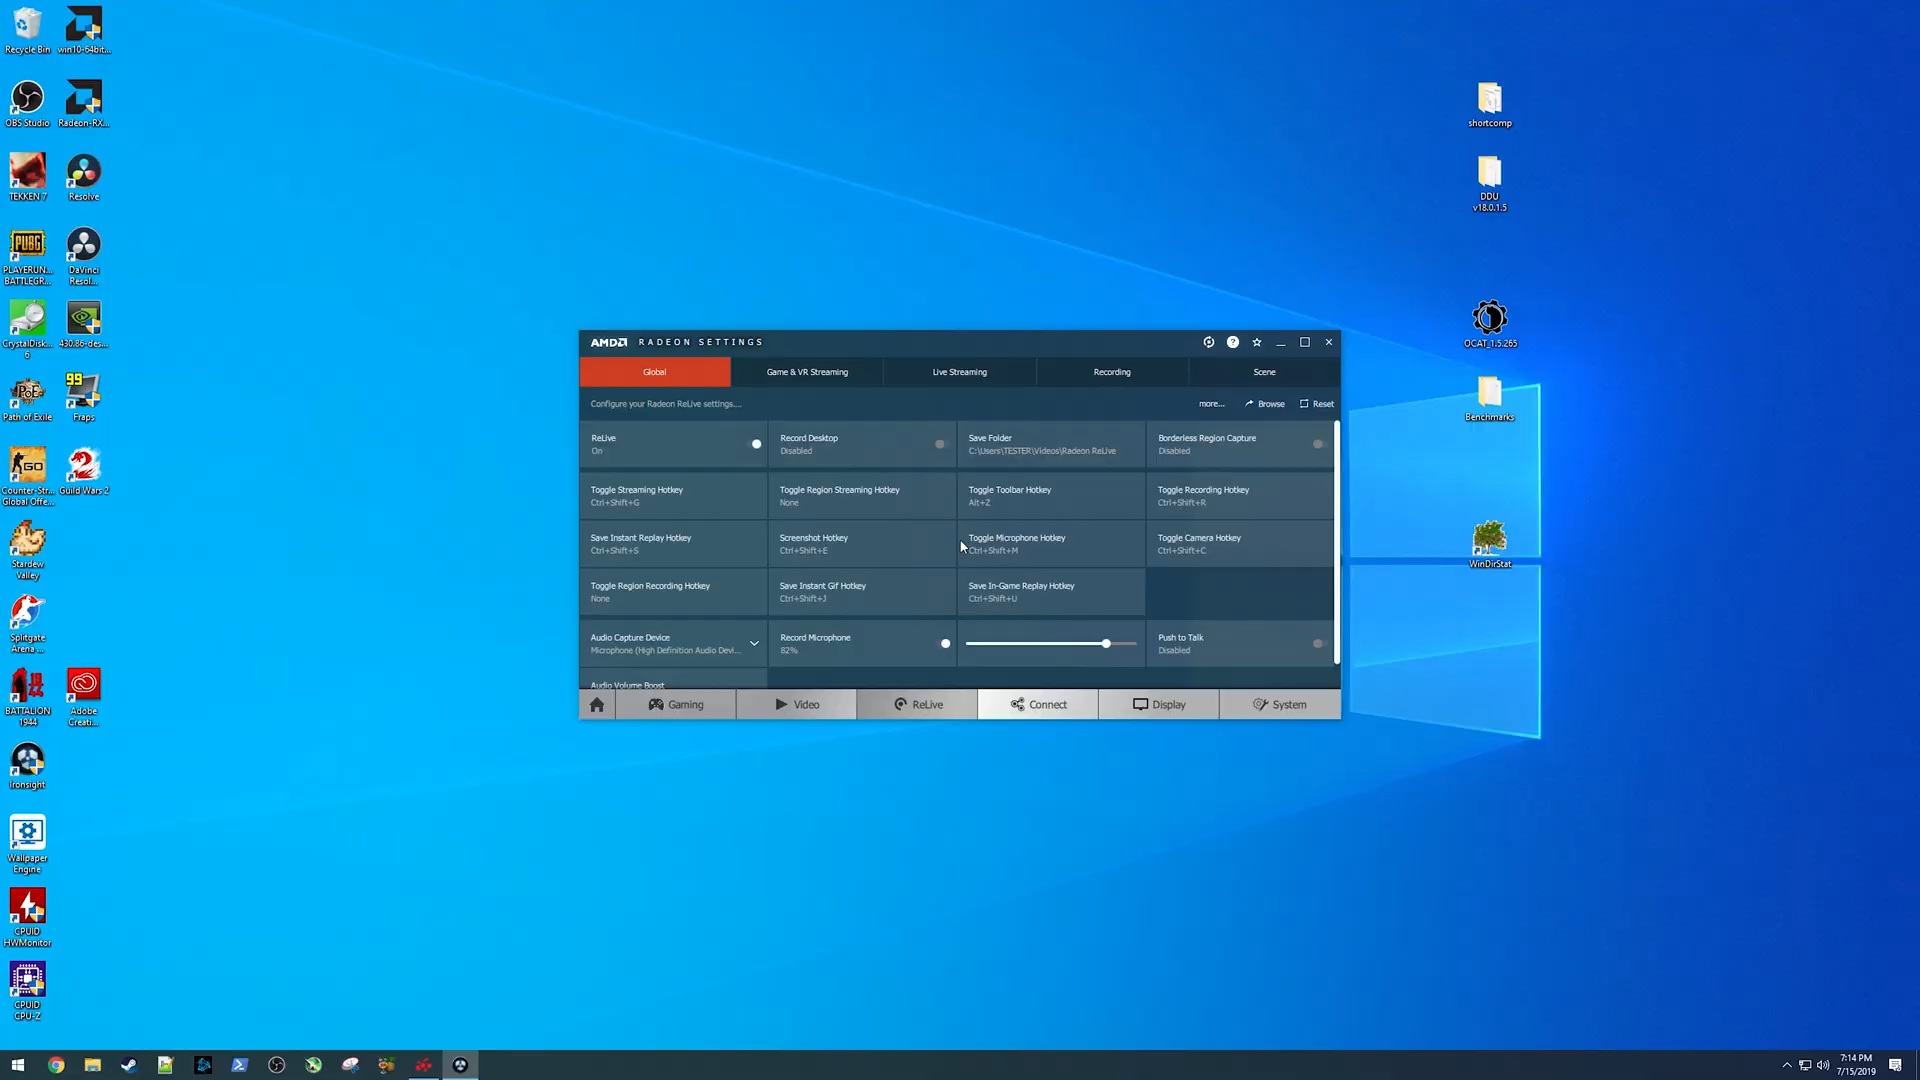 Recycle Bin
win10-64bit...
OBS Studio
Radeon-RX...
TEKKEN 7
Resolve
PLAYERUN...
BATTLEGR...
DaVinci
Resol...
CrystalDisk...
6
430.86-des...
Path of Exile
99
Fraps
Counter-Str...
Global Offe...
Guild Wars 2
Stardew
Valley
Splitgate
Arena ...
BATTALION
1944
Adobe
Creati...
Ironsight
Wallpaper
Engine
CPUID
HWMonitor
CPUID
CPU-Z
shortcomp
DDU
v18.0.1.5
OCAT_1.5.265
Benchmarks
WinDirStat
AMD RADEON SETTINGS
Global
Game & VR Streaming
Live Streaming
Recording
Scene
Configure your Radeon ReLive settings....
more...
Browse
Reset
ReLive
On
Record Desktop
Disabled
Save Folder
C:\Users\TESTER\Videos\Radeon ReLive
Borderless Region Capture
Disabled
Toggle Streaming Hotkey
Ctrl+Shift+G
Toggle Region Streaming Hotkey
None
Toggle Toolbar Hotkey
Alt+Z
Toggle Recording Hotkey
Ctrl+Shift+R
Save Instant Replay Hotkey
Ctrl+Shift+S
Screenshot Hotkey
Ctrl+Shift+E
Toggle Microphone Hotkey
Ctrl+Shift+M
Toggle Camera Hotkey
Ctrl+Shift+C
Toggle Region Recording Hotkey
None
Save Instant Gif Hotkey
Ctrl+Shift+J
Save In-Game Replay Hotkey
Ctrl+Shift+U
Audio Capture Device
Microphone (High Definition Audio Devi...
Record Microphone
82%
Push to Talk
Disabled
Audio Volume Boost
Gaming
Video
ReLive
Connect
Display
System
7:14 PM
7/15/2019